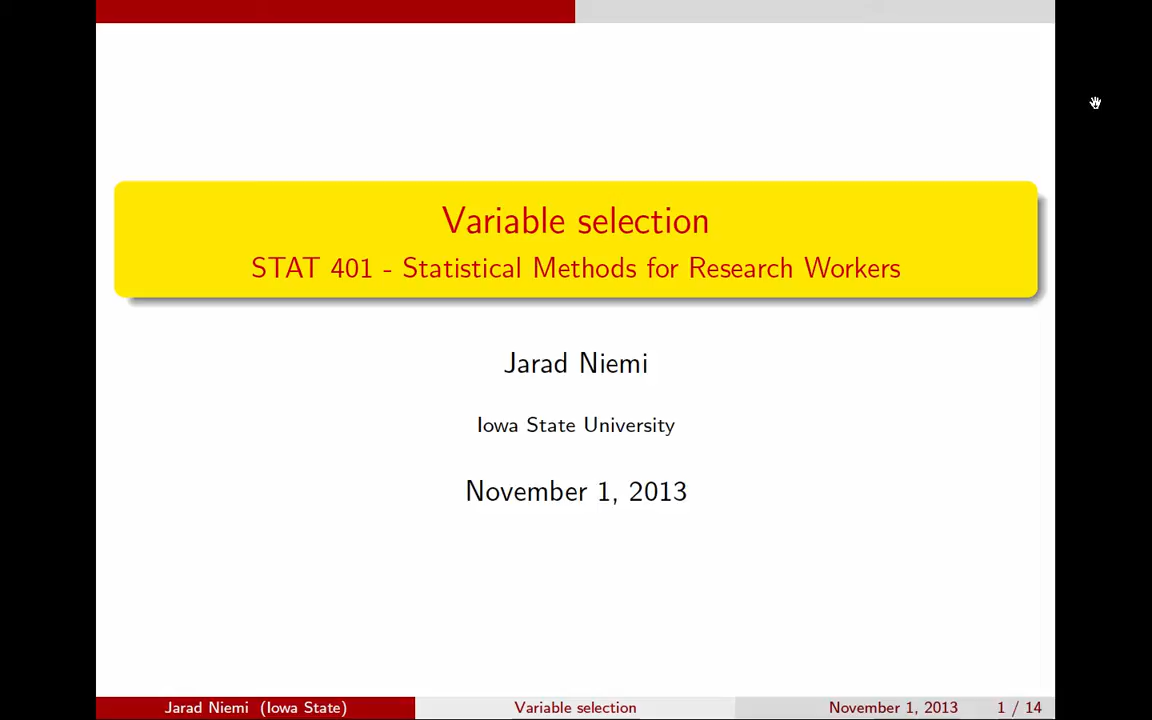 Variable selection
STAT 401 - Statistical Methods for Research Workers
Jarad Niemi
Iowa State University
November 1, 2013
Jarad Niemi (Iowa State) Variable selection November 1, 2013 1 / 14